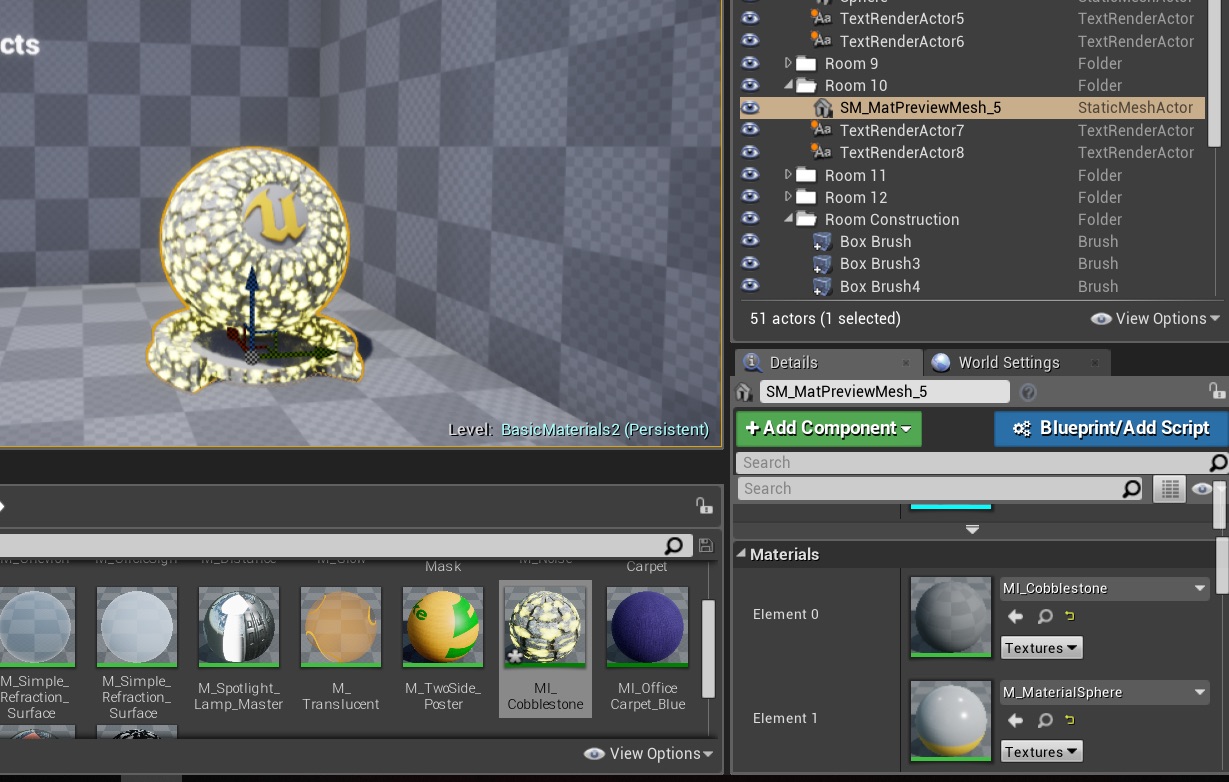 cts
Level: BasicMaterials2 (Persistent)
Sphere StaticMeshActor
TextRenderActor5 TextRenderActor
TextRenderActor6 TextRenderActor
Room 9 Folder
Room 10 Folder
SM_MatPreviewMesh_5 StaticMeshActor
TextRenderActor7 TextRenderActor
TextRenderActor8 TextRenderActor
Room 11 Folder
Room 12 Folder
Room Construction Folder
Box Brush Brush
Box Brush3 Brush
Box Brush4 Brush
51 actors (1 selected) View Options
Details World Settings
SM_MatPreviewMesh_5
+Add Component Blueprint/Add Script
Search
Search
Materials
Element 0
MI_Cobblestone
Textures
Element 1
M_MaterialSphere
Textures
Mask
Carpet
M_Simple_
Refraction_
Surface
M_Simple_
Refraction_
Surface
M_Spotlight_
Lamp_Master
M_
Translucent
M_TwoSide_
Poster
MI_
Cobblestone
MI_Office
Carpet_Blue
View Options